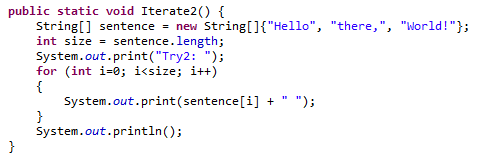 public static void Iterate2() {
    String[] sentence = new String[]{"Hello", "there,", "World!"};
    int size = sentence.length;
    System.out.print("Try2: ");
    for (int i=0; i<size; i++)
    {
        System.out.print(sentence[i] + " ");
    }
    System.out.println();
}